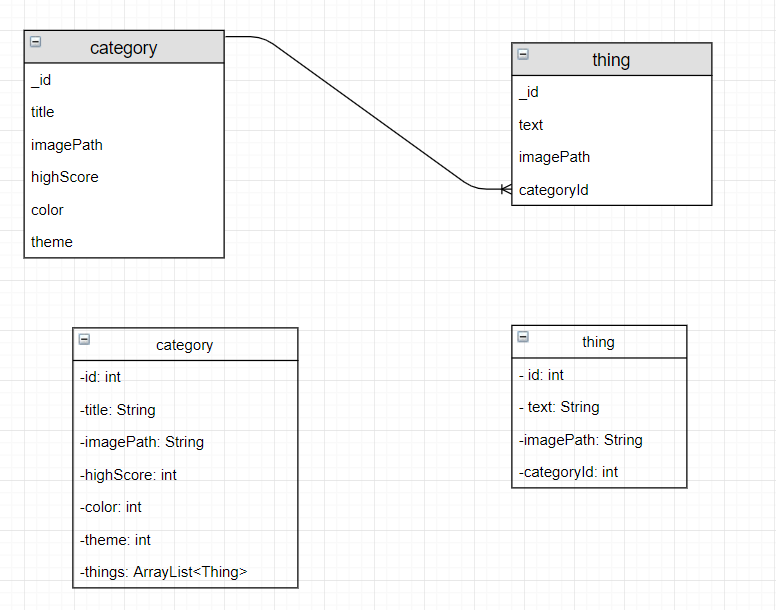 category
_id
title
imagePath
highScore
color
theme
thing
_id
text
imagePath
categoryId
category
-id: int
-title: String
-imagePath: String
-highScore: int
-color: int
-theme: int
-things: ArrayList<Thing>
thing
- id: int
- text: String
-imagePath: String
-categoryId: int